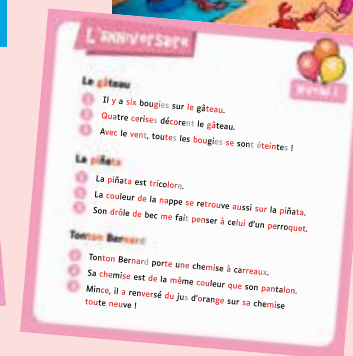 L'anniversaire
Le gâteau
Il y a six bougies sur le gâteau.
Quatre cerises décorent le gâteau.
Avec le vent, toutes les bougies se sont éteintes !
La piñata
La piñata est tricolore.
La couleur de la nappe se retrouve aussi sur la piñata.
Son drôle de bec me fait penser à celui d'un perroquet.
Tonton Bernard
Tonton Bernard porte une chemise à carreaux.
Sa chemise est de la même couleur que son pantalon.
Mince, il a renversé du jus d'orange sur sa chemise
toute neuve !